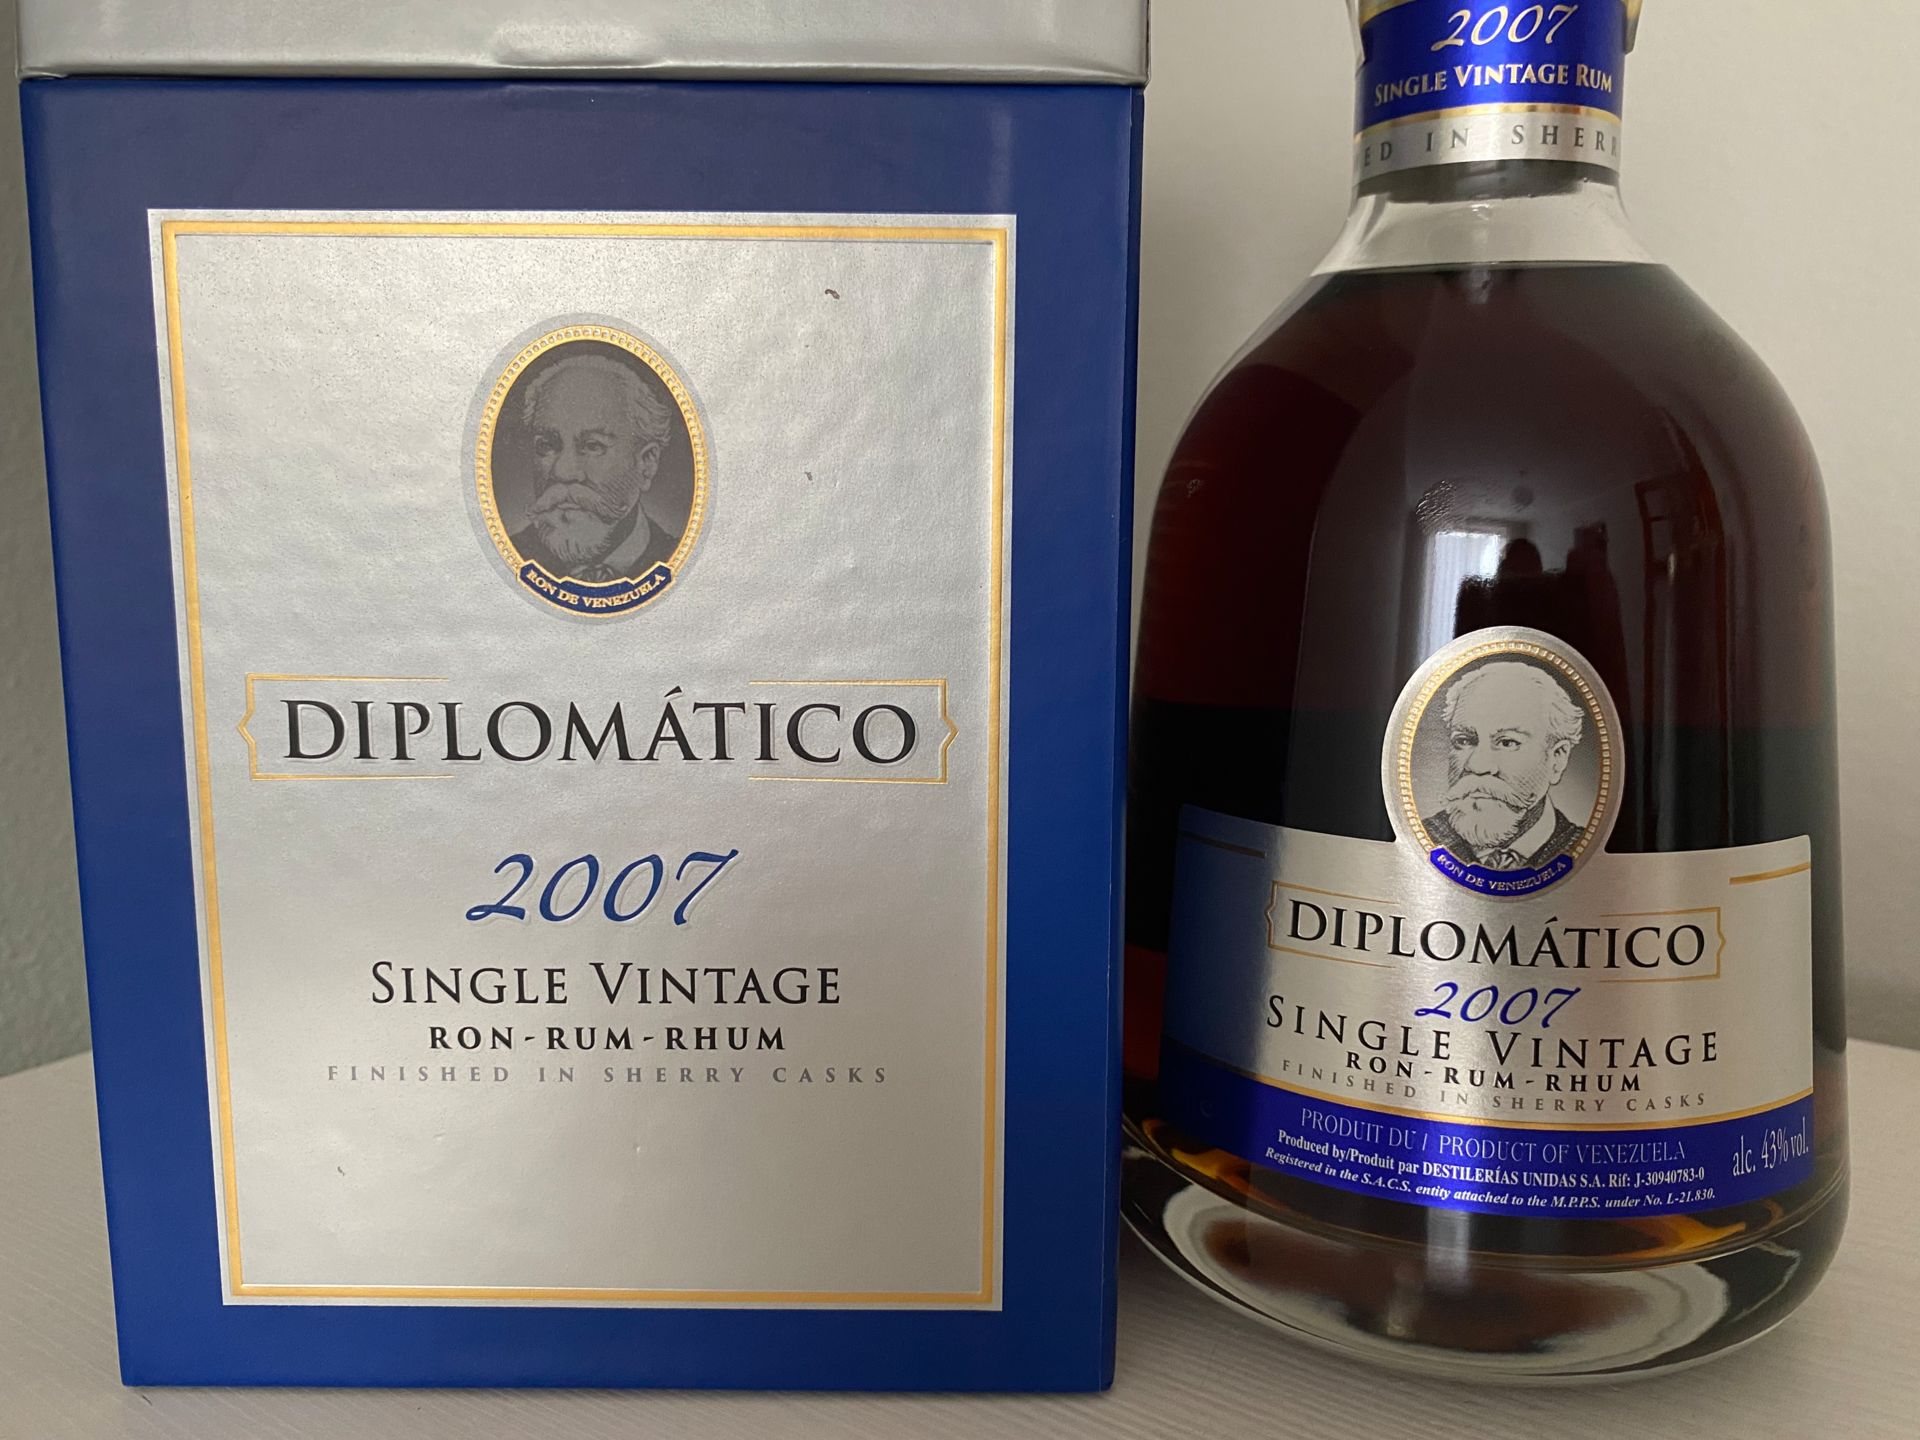 RON DE VENEZUELA
DIPLOMÁTICO
2007
SINGLE VINTAGE
RON-RUM-RHUM
FINISHED IN SHERRY CASKS
2007
SINGLE VINTAGE RUM
ED IN SHERR
RON DE VENEZUELA
DIPLOMÁTICO
2007
SINGLE VINTAGE
RON-RUM-RHUM
FINISHED IN SHERRY CASKS
PRODUIT DU / PRODUCT OF VENEZUELA
Produced by/Produit par DESTILERÍAS UNIDAS S.A. Rif: J-30940783-0
Registered in the S.A.C.S. entity attached to the M.P.P.S. under No. L-21.830.
alc. 43% vol.